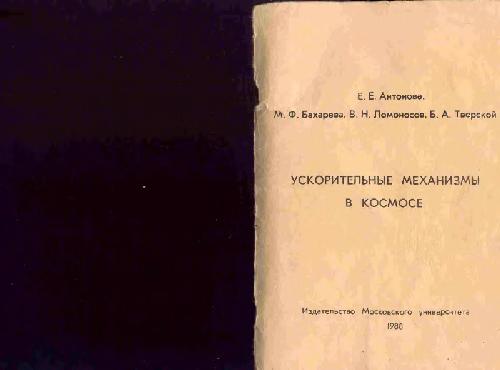 Е. Е. Антонова,
М. Ф. Бахарева, В. Н. Ломоносов, Б. А. Тверской
УСКОРИТЕЛЬНЫЕ МЕХАНИЗМЫ
В КОСМОСЕ
Издательство Московского университета
1980